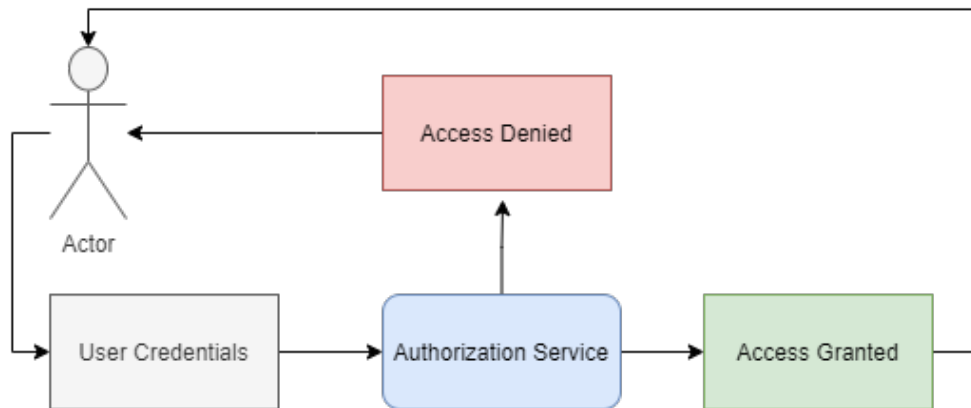 Access Denied
Actor
User Credentials
Authorization Service
Access Granted